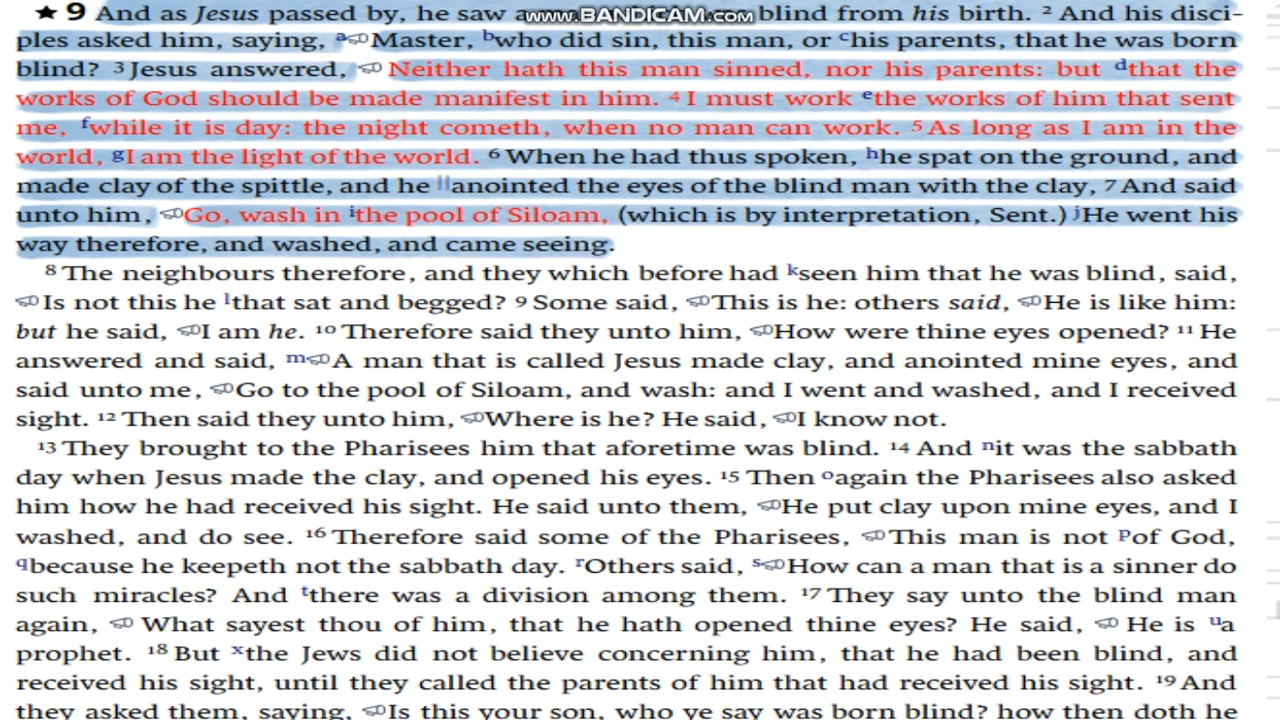 ★ 9 And as Jesus passed by, he saw a www.BANDICAM.com blind from his birth. 2 And his disci-
ples asked him, saying, a Master, b who did sin, this man, or c his parents, that he was born
blind? 3 Jesus answered, Neither hath this man sinned, nor his parents: but d that the
works of God should be made manifest in him. 4 I must work e the works of him that sent
me, f while it is day: the night cometh, when no man can work. 5 As long as I am in the
world, g I am the light of the world. 6 When he had thus spoken, h he spat on the ground, and
made clay of the spittle, and he || anointed the eyes of the blind man with the clay, 7 And said
unto him, Go, wash in i the pool of Siloam, (which is by interpretation, Sent.) j He went his
way therefore, and washed, and came seeing.
8 The neighbours therefore, and they which before had k seen him that he was blind, said,
Is not this he l that sat and begged? 9 Some said, This is he: others said, He is like him:
but he said, I am he. 10 Therefore said they unto him, How were thine eyes opened? 11 He
answered and said, m A man that is called Jesus made clay, and anointed mine eyes, and
said unto me, Go to the pool of Siloam, and wash: and I went and washed, and I received
sight. 12 Then said they unto him, Where is he? He said, I know not.
13 They brought to the Pharisees him that aforetime was blind. 14 And n it was the sabbath
day when Jesus made the clay, and opened his eyes. 15 Then o again the Pharisees also asked
him how he had received his sight. He said unto them, He put clay upon mine eyes, and I
washed, and do see. 16 Therefore said some of the Pharisees, This man is not p of God,
q because he keepeth not the sabbath day. r Others said, s How can a man that is a sinner do
such miracles? And t there was a division among them. 17 They say unto the blind man
again, What sayest thou of him, that he hath opened thine eyes? He said, He is u a
prophet. 18 But x the Jews did not believe concerning him, that he had been blind, and
received his sight, until they called the parents of him that had received his sight. 19 And
they asked them, saying, Is this your son, who ye say was born blind? how then doth he